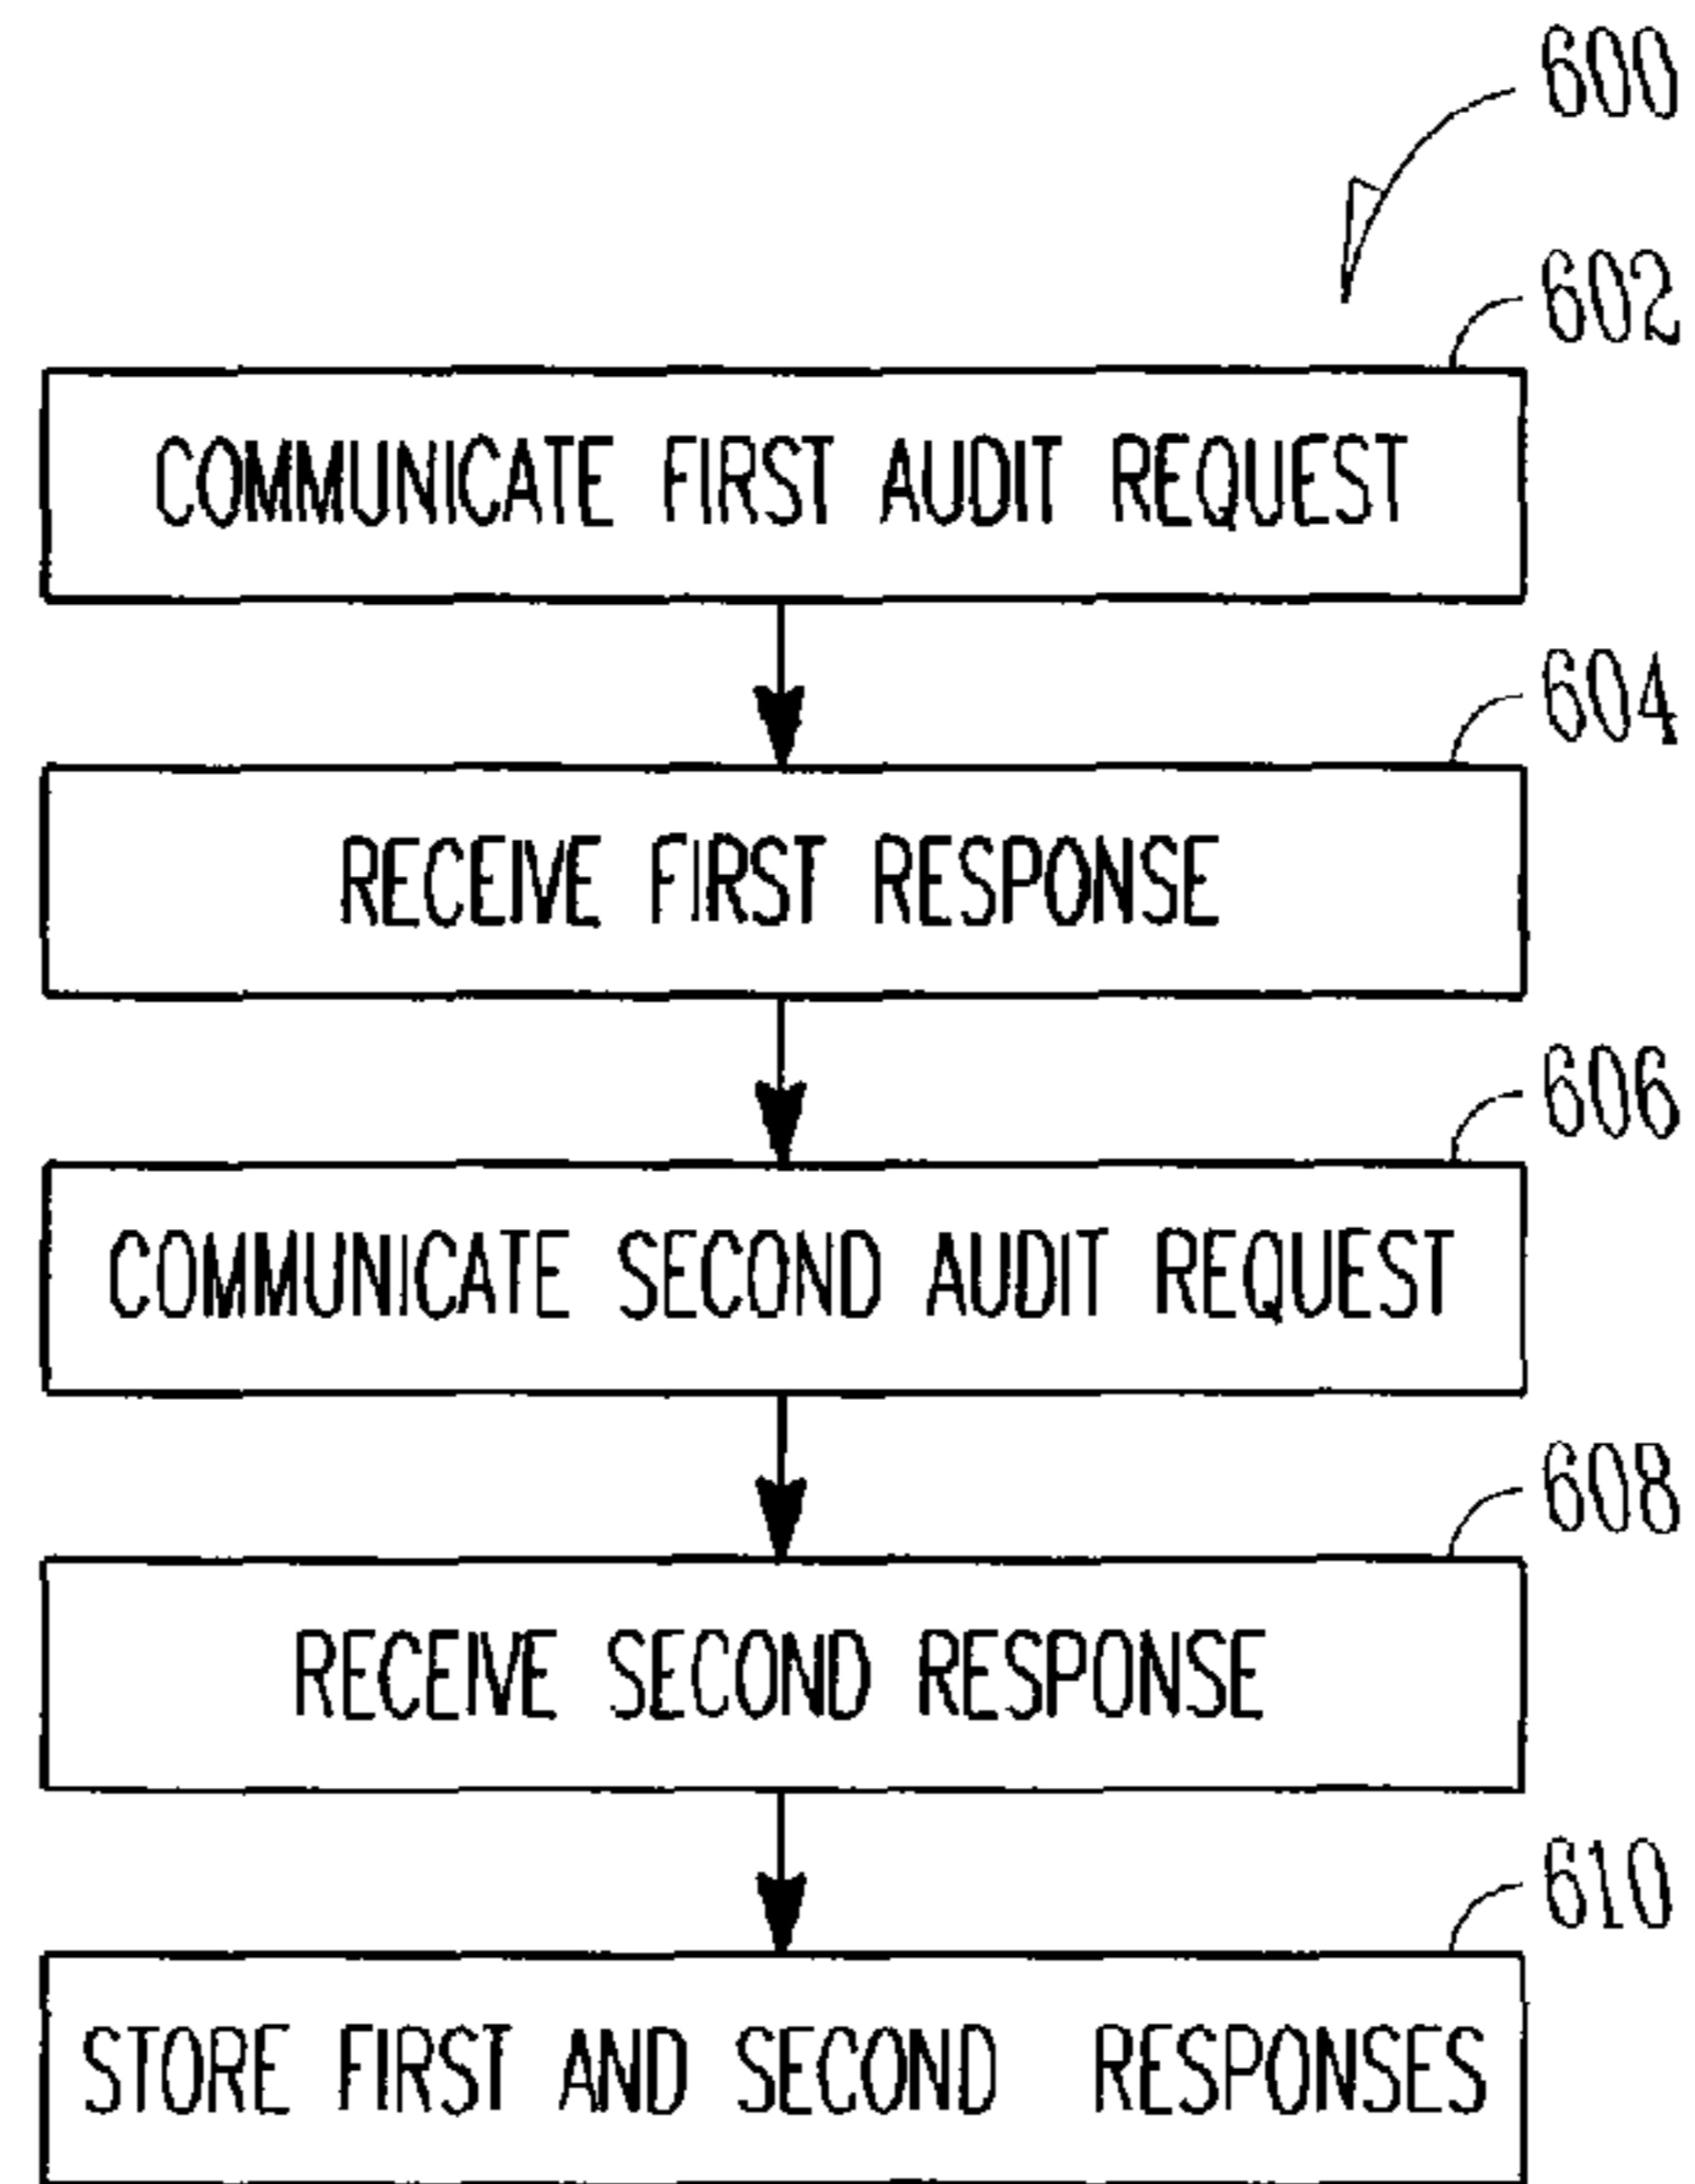 600
602
COMMUNICATE FIRST AUDIT REQUEST
604
RECEIVE FIRST RESPONSE
606
COMMUNICATE SECOND AUDIT REQUEST
608
RECEIVE SECOND RESPONSE
610
STORE FIRST AND SECOND RESPONSES